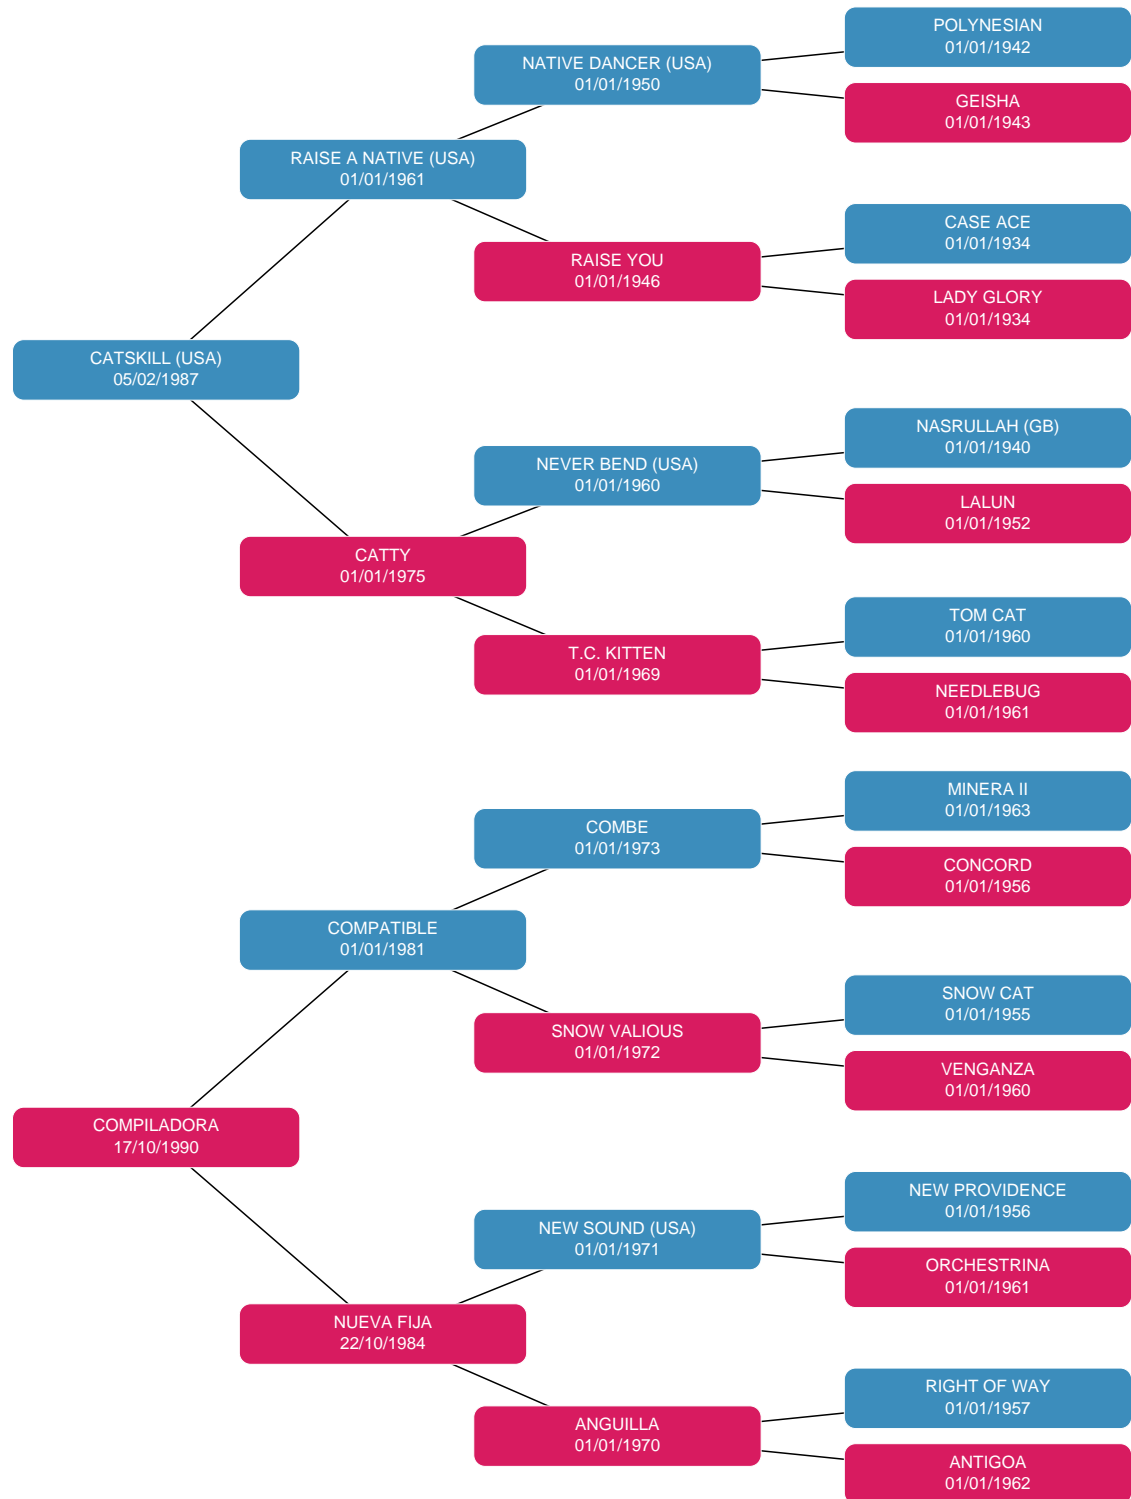 POLYNESIAN
01/01/1942
NATIVE DANCER (USA)
01/01/1950
GEISHA
01/01/1943
RAISE A NATIVE (USA)
01/01/1961
CASE ACE
01/01/1934
RAISE YOU
01/01/1946
LADY GLORY
01/01/1934
CATSKILL (USA)
05/02/1987
NASRULLAH (GB)
01/01/1940
NEVER BEND (USA)
01/01/1960
LALUN
01/01/1952
CATTY
01/01/1975
TOM CAT
01/01/1960
T.C. KITTEN
01/01/1969
NEEDLEBUG
01/01/1961
MINERA II
01/01/1963
COMBE
01/01/1973
CONCORD
01/01/1956
COMPATIBLE
01/01/1981
SNOW CAT
01/01/1955
SNOW VALIOUS
01/01/1972
VENGANZA
01/01/1960
COMPILADORA
17/10/1990
NEW PROVIDENCE
01/01/1956
NEW SOUND (USA)
01/01/1971
ORCHESTRINA
01/01/1961
NUEVA FIJA
22/10/1984
RIGHT OF WAY
01/01/1957
ANGUILLA
01/01/1970
ANTIGOA
01/01/1962